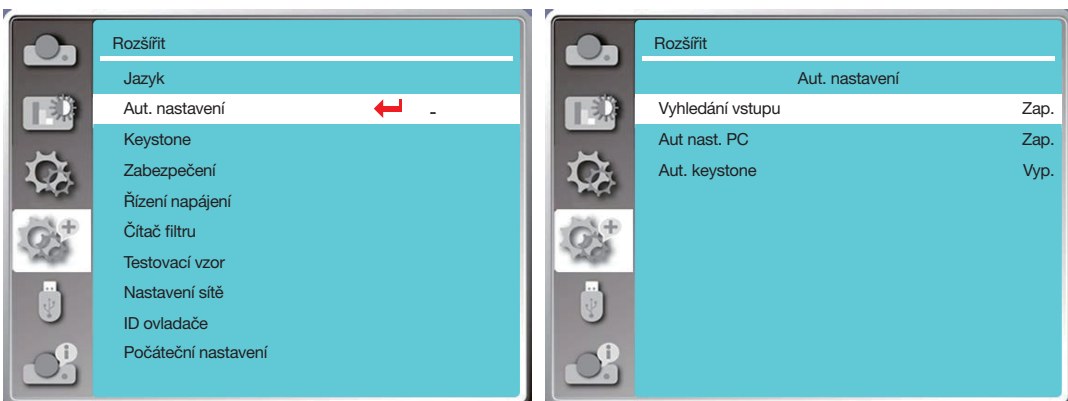 Rozšířit
Jazyk
Aut. nastavení -
Keystone
Zabezpečení
Řízení napájení
Čítač filtru
Testovací vzor
Nastavení sítě
ID ovladače
Počáteční nastavení
Rozšířit
Aut. nastavení
Vyhledání vstupu Zap.
Aut nast. PC Zap.
Aut. keystone Vyp.